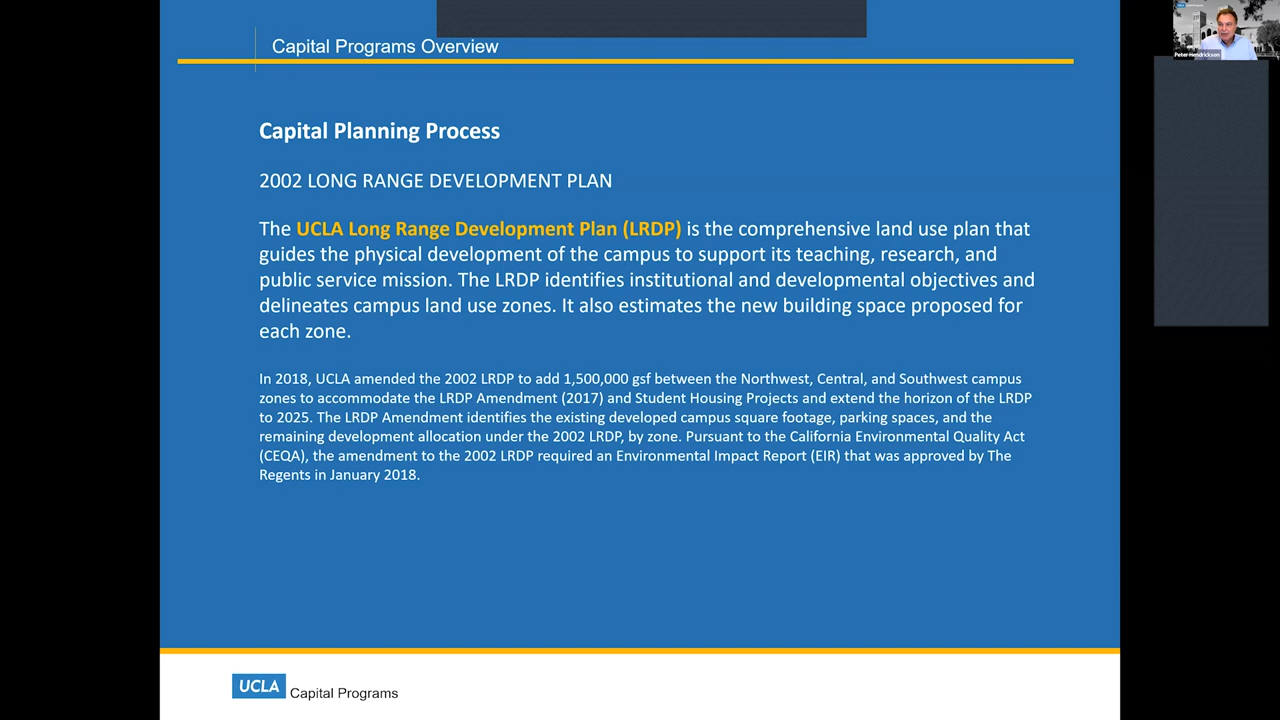 Capital Programs Overview
Capital Planning Process
2002 LONG RANGE DEVELOPMENT PLAN
The UCLA Long Range Development Plan (LRDP) is the comprehensive land use plan that
guides the physical development of the campus to support its teaching, research, and
public service mission. The LRDP identifies institutional and developmental objectives and
delineates campus land use zones. It also estimates the new building space proposed for
each zone.
In 2018, UCLA amended the 2002 LRDP to add 1,500,000 gsf between the Northwest, Central, and Southwest campus
zones to accommodate the LRDP Amendment (2017) and Student Housing Projects and extend the horizon of the LRDP
to 2025. The LRDP Amendment identifies the existing developed campus square footage, parking spaces, and the
remaining development allocation under the 2002 LRDP, by zone. Pursuant to the California Environmental Quality Act
(CEQA), the amendment to the 2002 LRDP required an Environmental Impact Report (EIR) that was approved by The
Regents in January 2018.
UCLA Capital Programs
UCLA
Peter Hendrickson